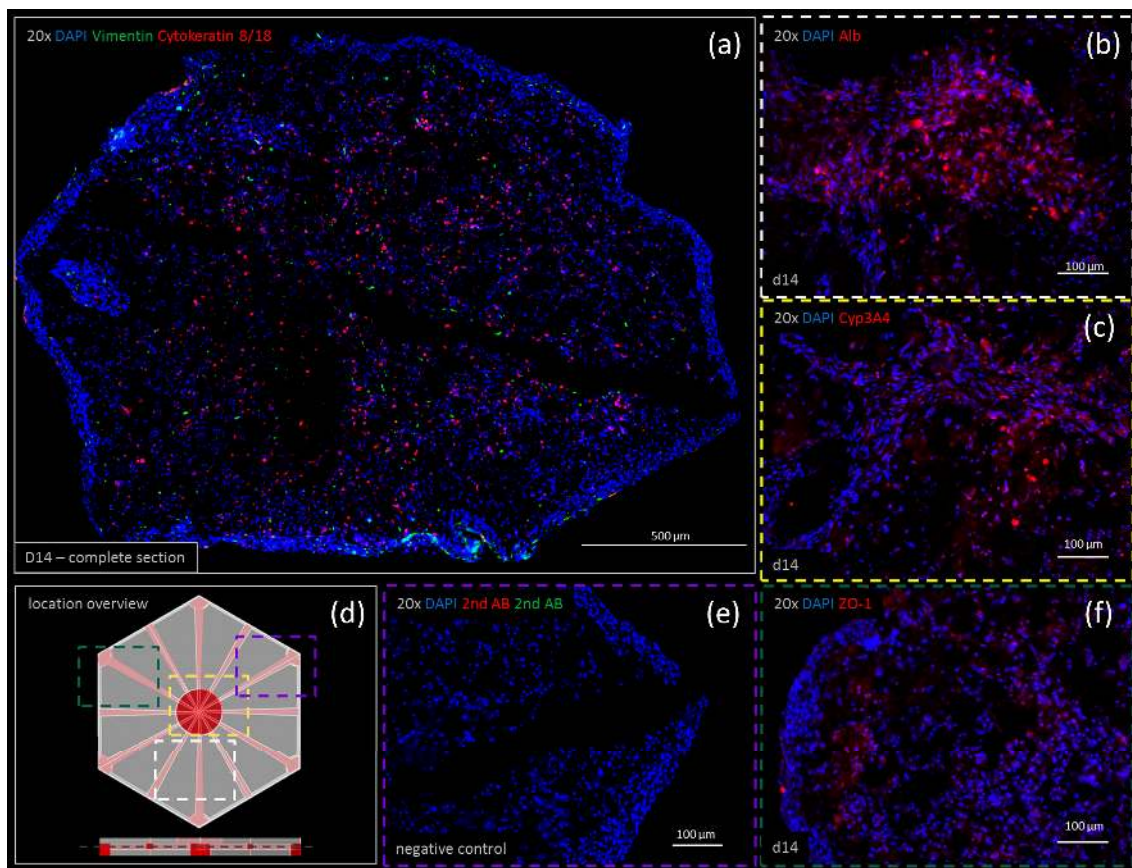 20x DAPI Vimentin Cytokeratin 8/18
(a)
500 µm
D14 – complete section
20x DAPI Alb
(b)
100 µm
d14
20x DAPI Cyp3A4
(c)
100 µm
d14
location overview
(d)
20x DAPI 2nd AB 2nd AB
(e)
100 µm
negative control
20x DAPI ZO-1
(f)
100 µm
d14